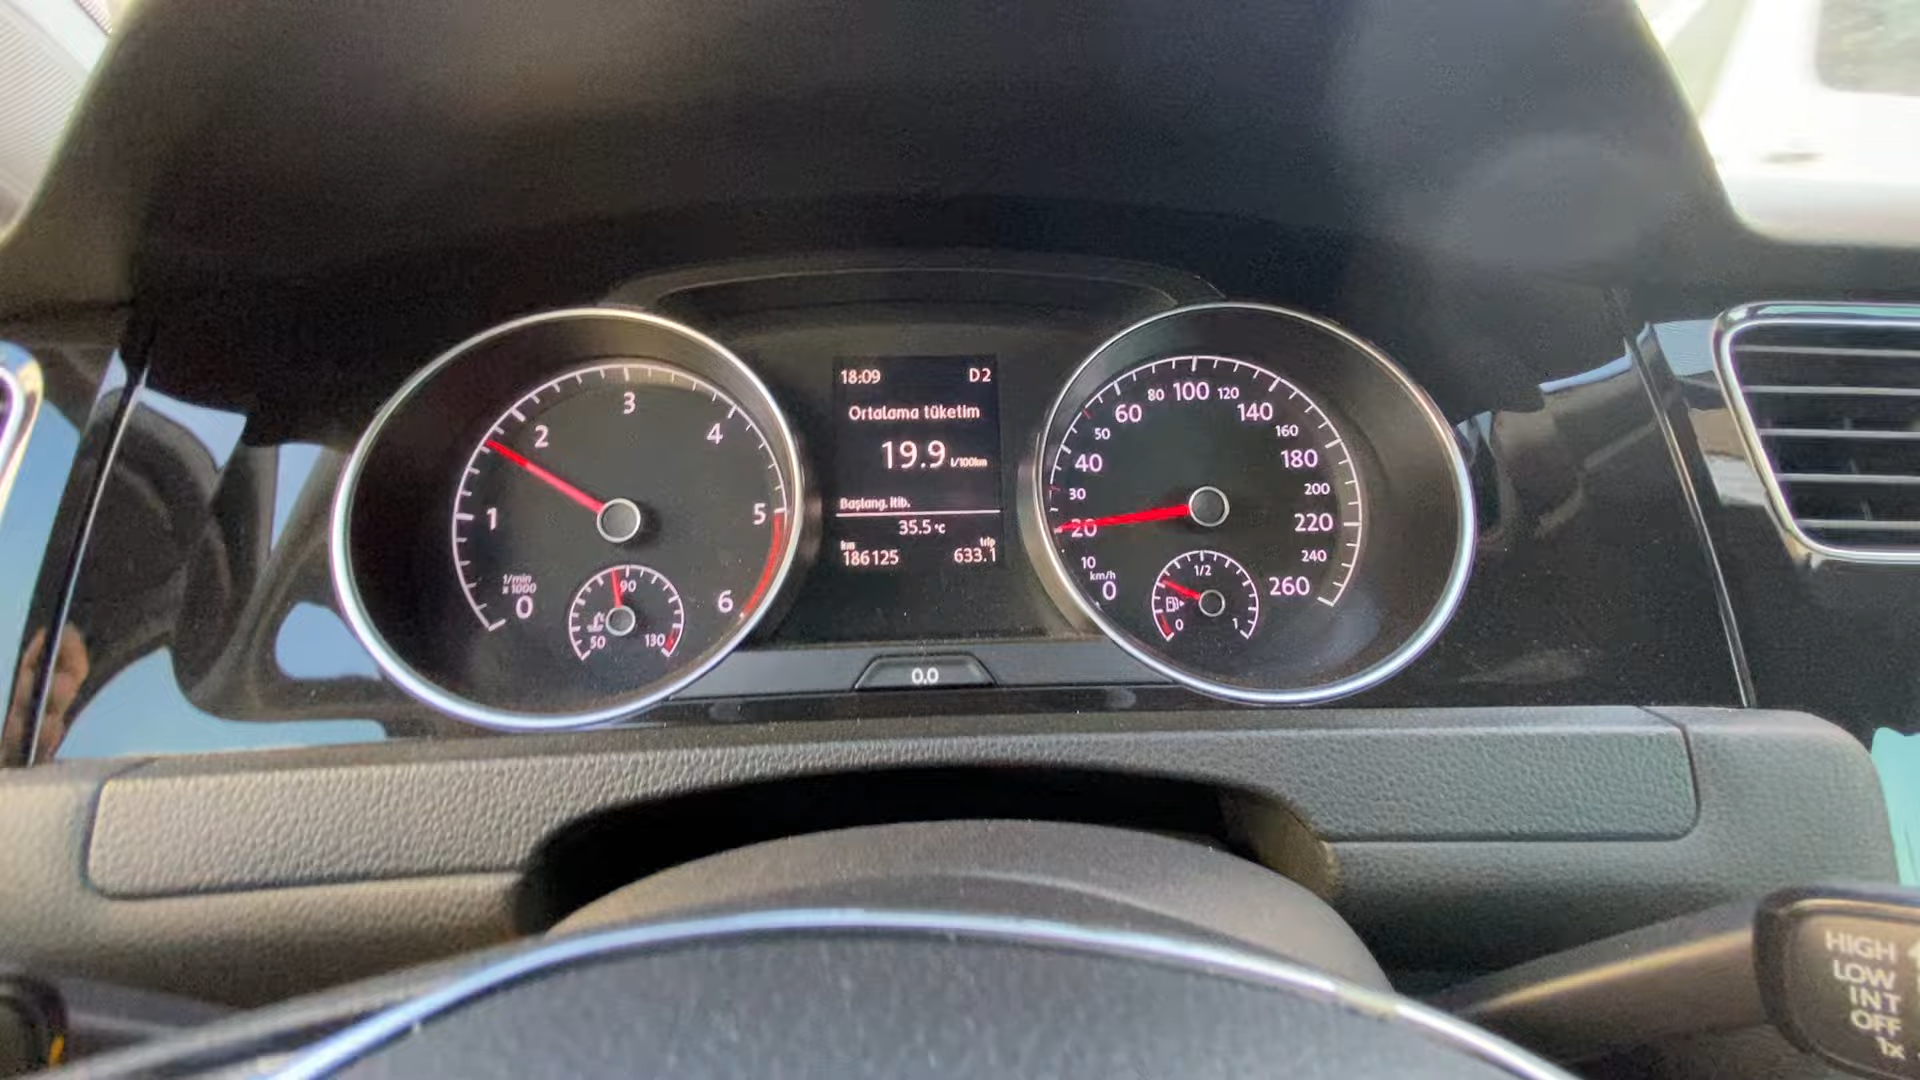 3
2
4
1
5
1/min
x 1000
0
6
90
50
130
18:09 D2
Ortalama tüketim
19.9 l/100km
Başlang. itib.
35.5 °C
km trip
186125 633.1
0.0
80 100 120
60 140
50 160
40 180
30 200
20 220
10 240
km/h
0 260
1/2
0 1
HIGH
LOW
INT
OFF
1x